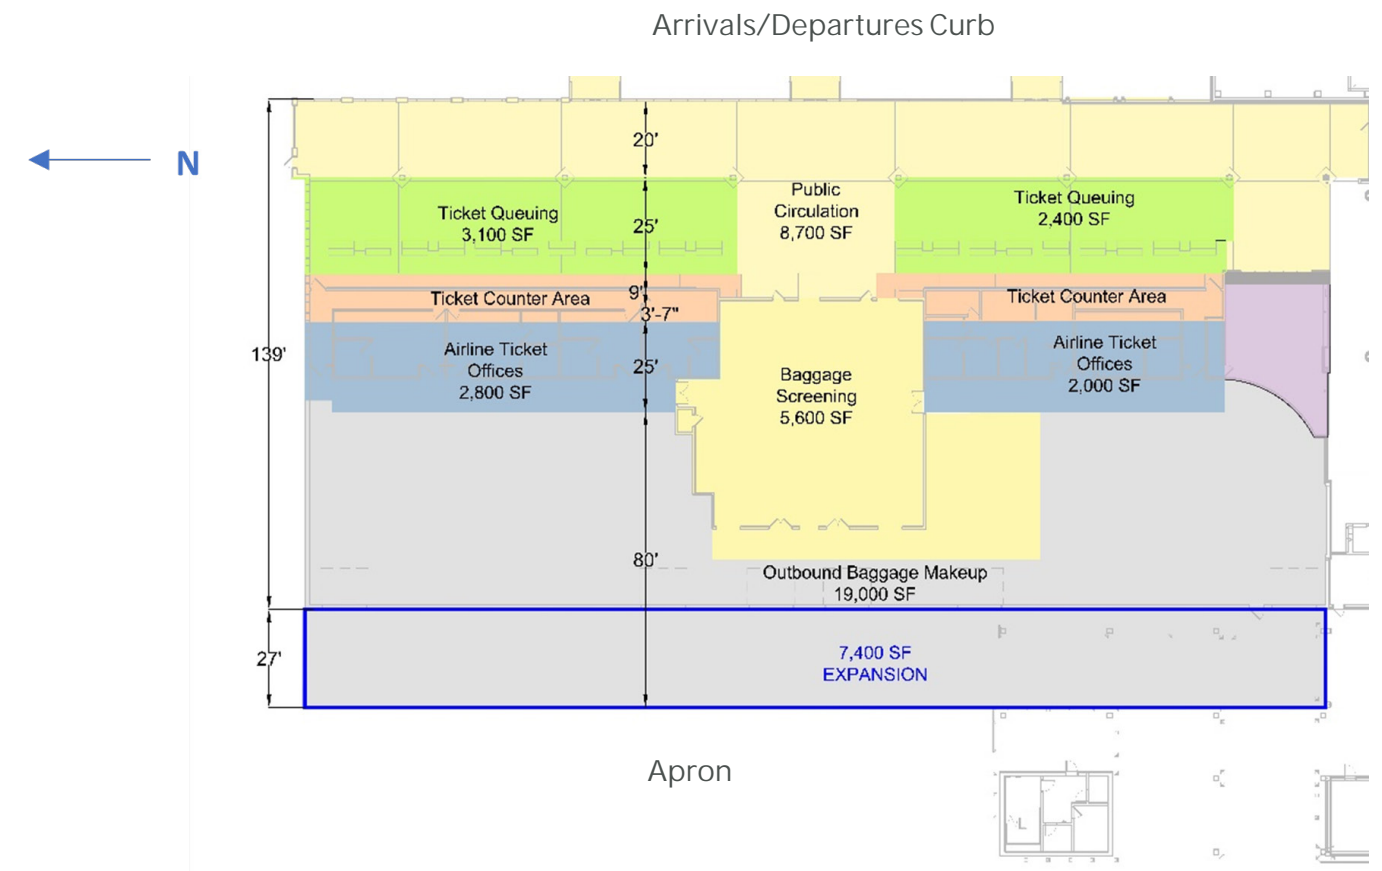 Arrivals/Departures Curb
N
139'
27'
20'
25'
9'
3'-7"
25'
80'
Ticket Queuing
3,100 SF
Public
Circulation
8,700 SF
Ticket Queuing
2,400 SF
Ticket Counter Area
Ticket Counter Area
Airline Ticket
Offices
2,800 SF
Baggage
Screening
5,600 SF
Airline Ticket
Offices
2,000 SF
Outbound Baggage Makeup
19,000 SF
7,400 SF
EXPANSION
Apron